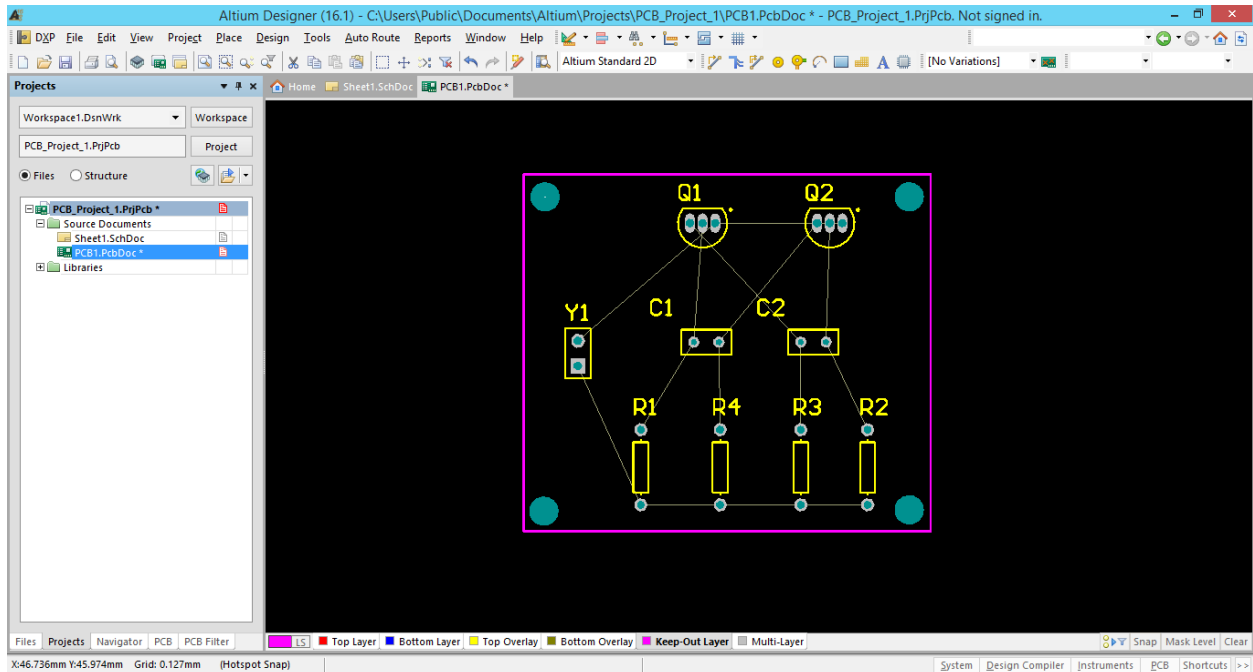 Altium Designer (16.1) - C:\Users\Public\Documents\Altium\Projects\PCB_Project_1\PCB1.PcbDoc * - PCB_Project_1.PrjPcb. Not signed in.
DXP File Edit View Project Place Design Tools Auto Route Reports Window Help
Altium Standard 2D [No Variations]
Projects
Home Sheet1.SchDoc PCB1.PcbDoc *
Workspace1.DsnWrk Workspace
PCB_Project_1.PrjPcb Project
Files Structure
PCB_Project_1.PrjPcb *
Source Documents
Sheet1.SchDoc
PCB1.PcbDoc *
Libraries
Q1 Q2
Y1 C1 C2
R1 R4 R3 R2
Files Projects Navigator PCB PCB Filter
LS Top Layer Bottom Layer Top Overlay Bottom Overlay Keep-Out Layer Multi-Layer Snap Mask Level Clear
X:46.736mm Y:45.974mm Grid: 0.127mm (Hotspot Snap) System Design Compiler Instruments PCB Shortcuts >>